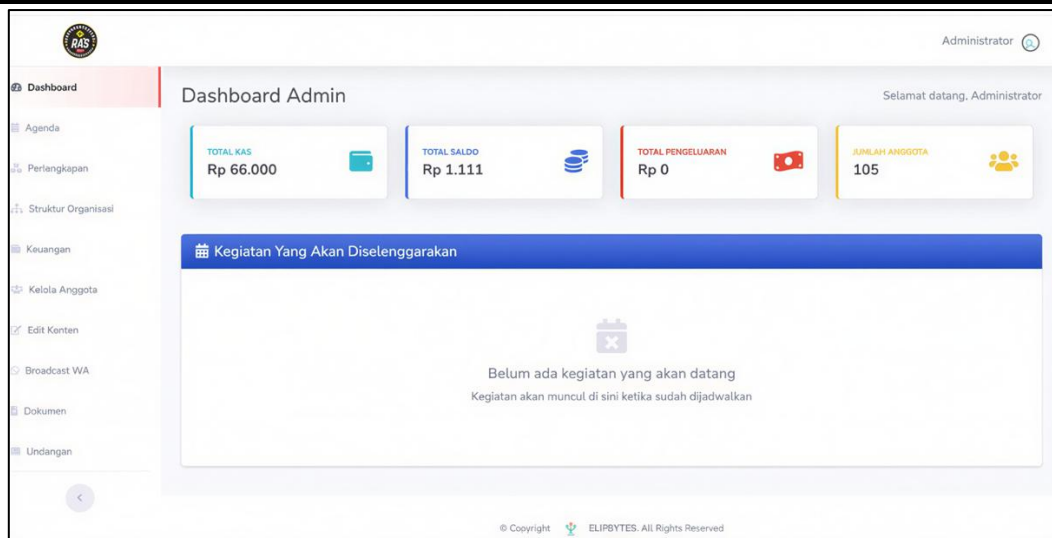 RAS
Administrator
Dashboard
Agenda
Perlangkapan
Struktur Organisasi
Keuangan
Kelola Anggota
Edit Konten
Broadcast WA
Dokumen
Undangan
Dashboard Admin
Selamat datang, Administrator
TOTAL KAS
Rp 66.000
TOTAL SALDO
Rp 1.111
TOTAL PENGELUARAN
Rp 0
JUMLAH ANGGOTA
105
Kegiatan Yang Akan Diselenggarakan
Belum ada kegiatan yang akan datang
Kegiatan akan muncul di sini ketika sudah dijadwalkan
© Copyright ELIPBYTES. All Rights Reserved